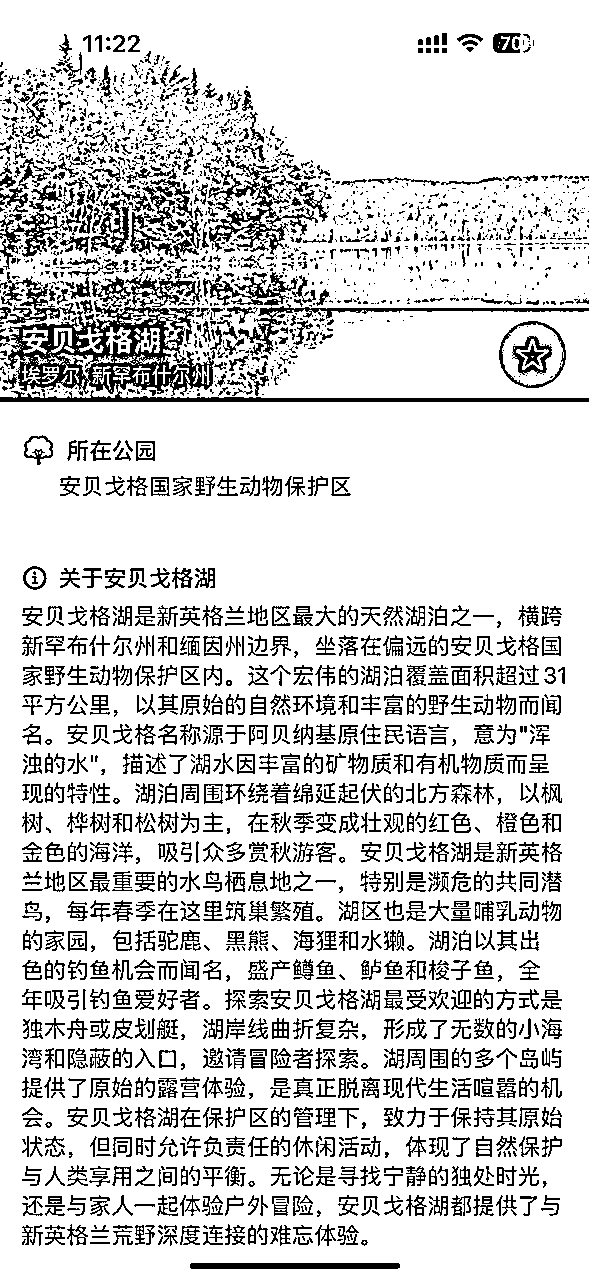 11:22
70
安贝戈格湖
埃罗尔, 新罕布什尔州
所在公园
安贝戈格国家野生动物保护区
关于安贝戈格湖
安贝戈格湖是新英格兰地区最大的天然湖泊之一，横跨
新罕布什尔州和缅因州边界，坐落在偏远的安贝戈格国
家野生动物保护区内。这个宏伟的湖泊覆盖面积超过31
平方公里，以其原始的自然环境和丰富的野生动物而闻
名。安贝戈格名称源于阿贝纳基原住民语言，意为"浑
浊的水"，描述了湖水因丰富的矿物质和有机物质而呈
现的特性。湖泊周围环绕着绵延起伏的北方森林，以枫
树、桦树和松树为主，在秋季变成壮观的红色、橙色和
金色的海洋，吸引众多赏秋游客。安贝戈格湖是新英格
兰地区最重要的水鸟栖息地之一，特别是濒危的共同潜
鸟，每年春季在这里筑巢繁殖。湖区也是大量哺乳动物
的家园，包括驼鹿、黑熊、海狸和水獭。湖泊以其出
色的钓鱼机会而闻名，盛产鳟鱼、鲈鱼和梭子鱼，全
年吸引钓鱼爱好者。探索安贝戈格湖最受欢迎的方式是
独木舟或皮划艇，湖岸线曲折复杂，形成了无数的小海
湾和隐蔽的入口，邀请冒险者探索。湖周围的多个岛屿
提供了原始的露营体验，是真正脱离现代生活喧嚣的机
会。安贝戈格湖在保护区的管理下，致力于保持其原始
状态，但同时允许负责任的休闲活动，体现了自然保护
与人类享用之间的平衡。无论是寻找宁静的独处时光，
还是与家人一起体验户外冒险，安贝戈格湖都提供了与
新英格兰荒野深度连接的难忘体验。